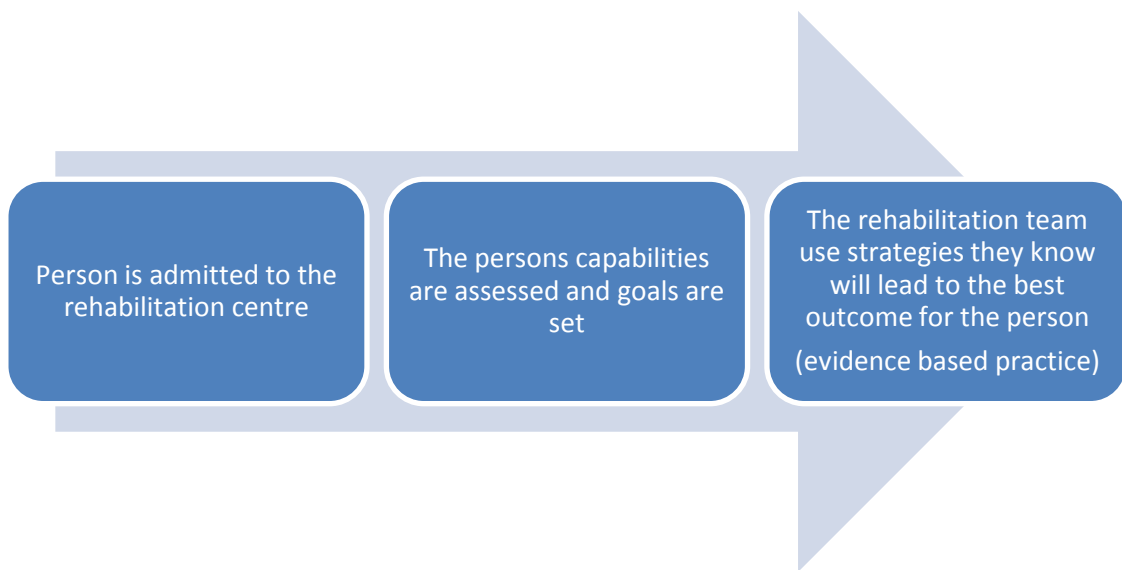 Person is admitted to the
rehabilitation centre
The persons capabilities
are assessed and goals are
set
The rehabilitation team
use strategies they know
will lead to the best
outcome for the person
(evidence based practice)